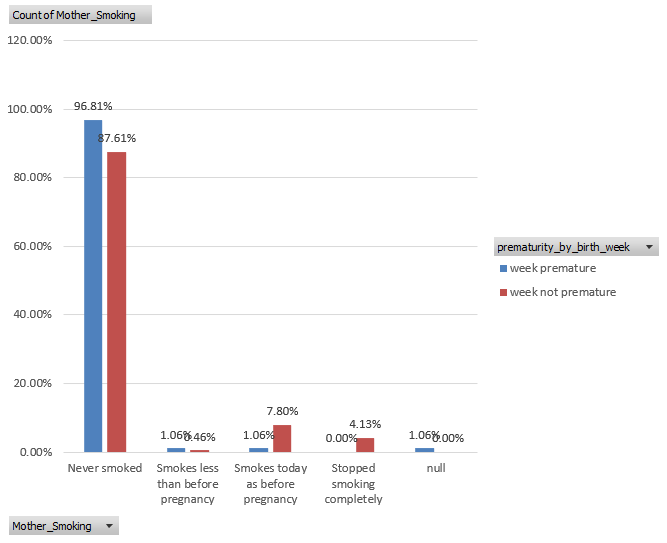 Count of Mother_Smoking
120.00%
100.00%
80.00%
60.00%
40.00%
20.00%
0.00%
96.81%
87.61%
1.06%
0.46%
1.06%
7.80%
0.00%
4.13%
1.06%
0.00%
Never smoked
Smokes less
than before
pregnancy
Smokes today
as before
pregnancy
Stopped
smoking
completely
null
prematurity_by_birth_week
week premature
week not premature
Mother_Smoking